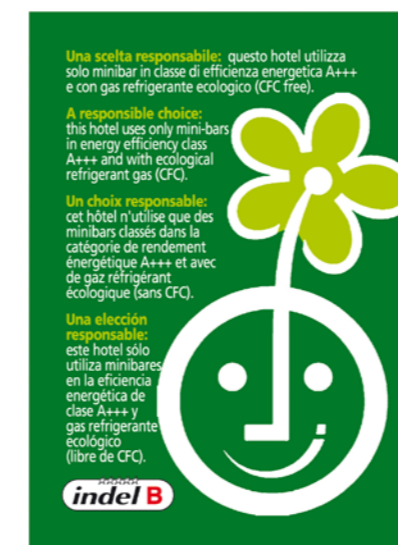 Una scelta responsabile: questo hotel utilizza
solo minibar in classe di efficienza energetica A+++
e con gas refrigerante ecologico (CFC free).
A responsible choice:
this hotel uses only mini-bars
in energy efficiency class
A+++ and with ecological
refrigerant gas (CFC).
Un choix responsable:
cet hôtel n'utilise que des
minibars classés dans la
catégorie de rendement
énergétique A+++ et avec
de gaz réfrigérant
écologique (sans CFC).
Una elección
responsable:
este hotel sólo
utiliza minibares
en la eficiencia
energética de
clase A+++ y
gas refrigerante
ecológico
(libre de CFC).
indel B